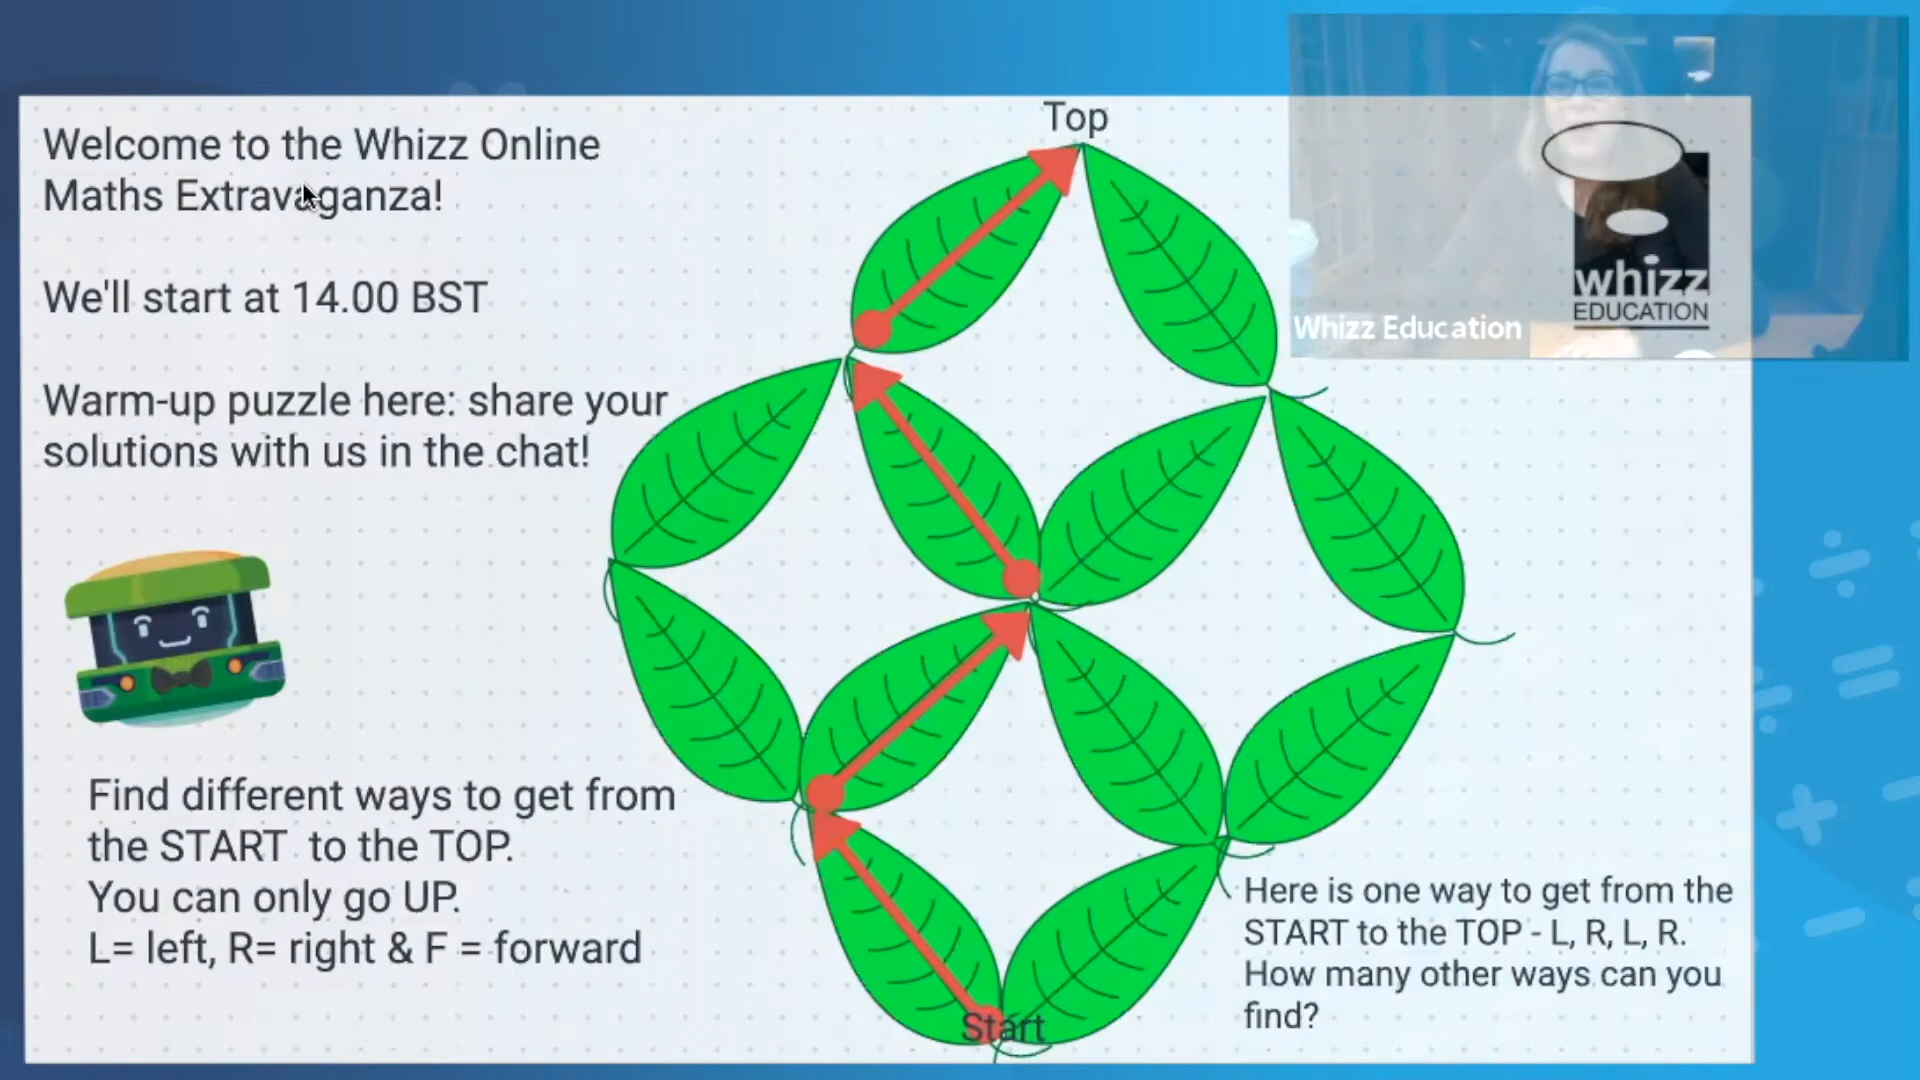 Top
Welcome to the Whizz Online
Maths Extravaganza!
We'll start at 14.00 BST
whizz
EDUCATION
Whizz Education
Warm-up puzzle here: share your
solutions with us in the chat!
Find different ways to get from
the START to the TOP.
You can only go UP.
L= left, R= right & F = forward
Here is one way to get from the
START to the TOP - L, R, L, R.
How many other ways can you
find?
Start